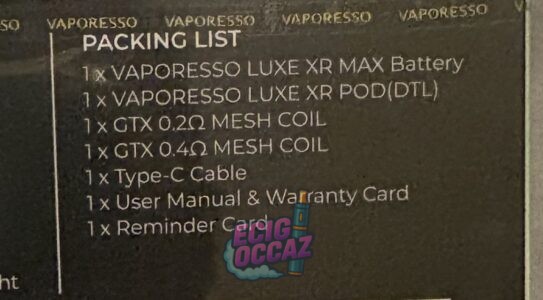 SO VAPORESSO VAPORESSO VAPORESSO VAPORESSO V
PACKING LIST
1 x VAPORESSO LUXE XR MAX Battery
1 x VAPORESSO LUXE XR POD(DTL)
1 x GTX 0.2Ω MESH COIL
1 x GTX 0.4Ω MESH COIL
1 x Type-C Cable
1 x User Manual & Warranty Card
1 x Reminder Card
ECIG
OCCAZ
ht